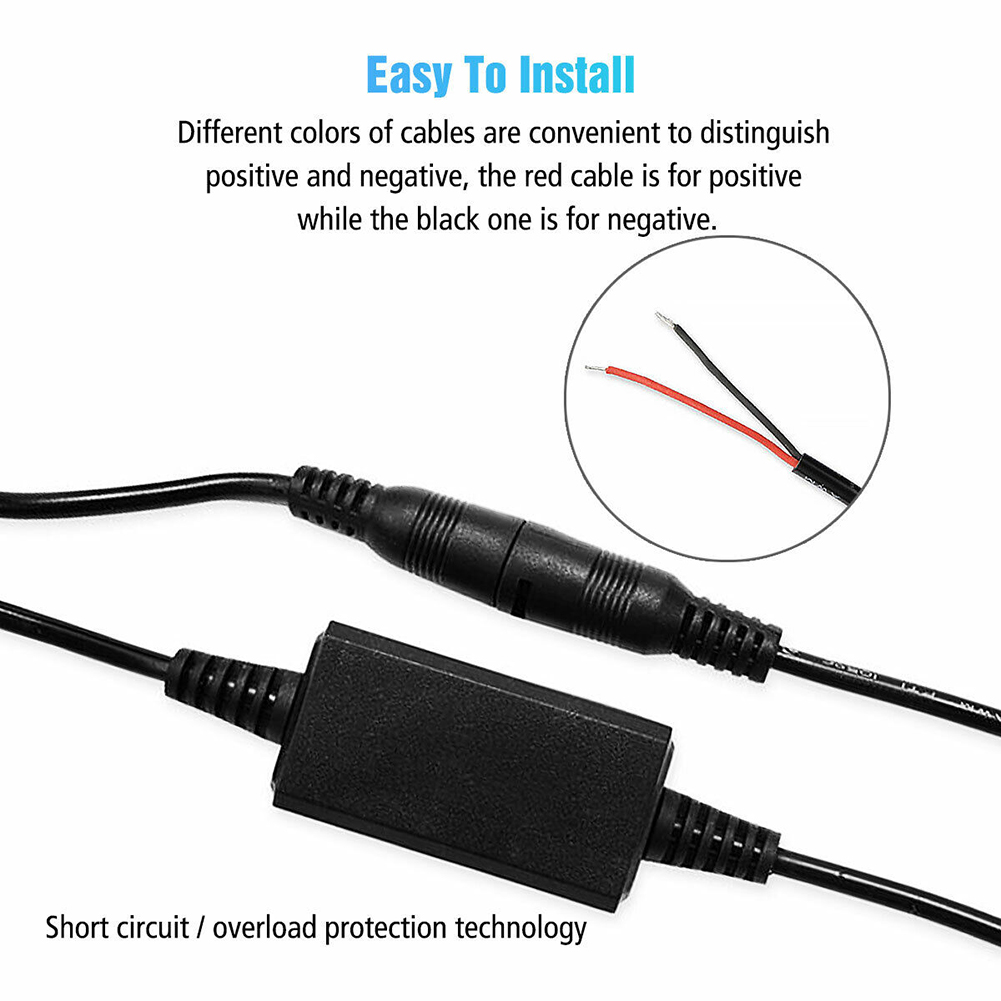 Easy To Install
Different colors of cables are convenient to distinguish
positive and negative, the red cable is for positive
while the black one is for negative.
Short circuit / overload protection technology